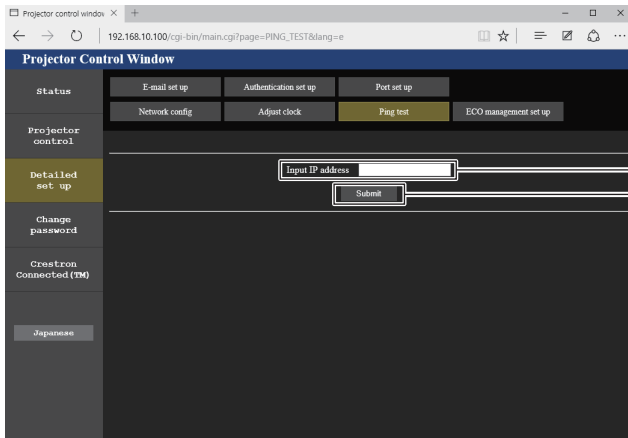 Projector control window
192.168.10.100/cgi-bin/main.cgi?page=PING_TEST&lang=e
Projector Control Window
Status
E-mail set up
Authentication set up
Port set up
Network config
Adjust clock
Ping test
ECO management set up
Projector
control
Detailed
set up
Change
password
Crestron
Connected(TM)
Japanese
Input IP address
Submit